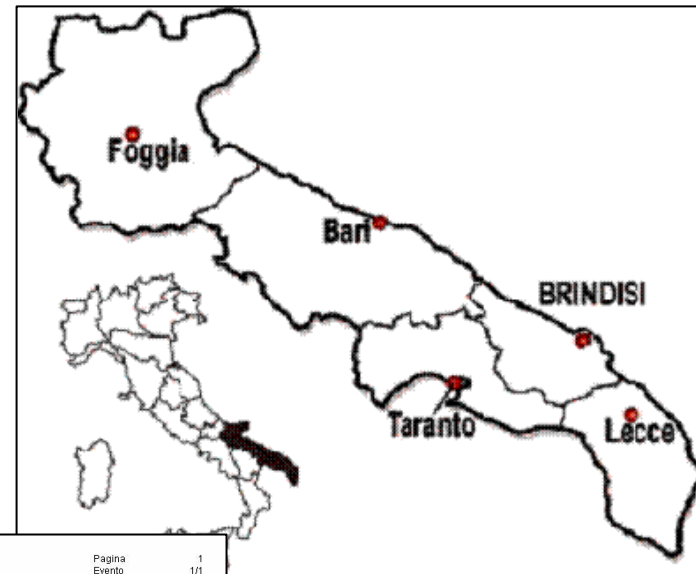 Foggia
Bari
BRINDISI
Taranto
Lecce
Pagina 1
Evento 1/1